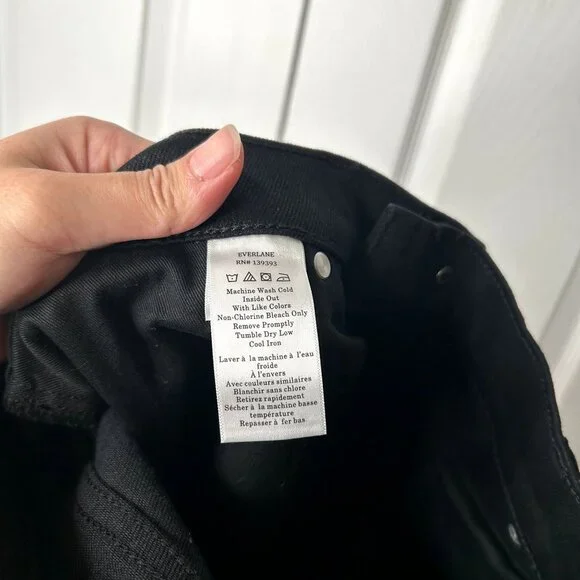 EVERLANE
RN# 139393
Machine Wash Cold
Inside Out
With Like Colors
Non-Chlorine Bleach Only
Remove Promptly
Tumble Dry Low
Cool Iron
Laver à la machine à l'eau
froide
À l'envers
Avec couleurs similaires
Blanchir sans chlore
Retirez rapidement
Sécher à la machine basse
température
Repasser à fer bas